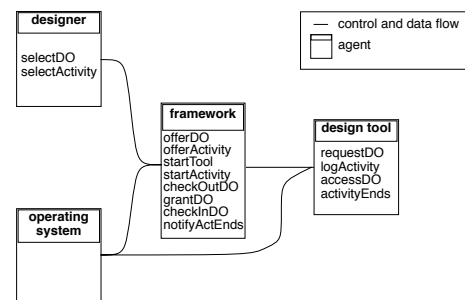 designer
selectDO
selectActivity
control and data flow
agent
framework
offerDO
offerActivity
startTool
startActivity
checkOutDO
grantDO
checkInDO
notifyActEnds
design tool
requestDO
logActivity
accessDO
activityEnds
operating
system